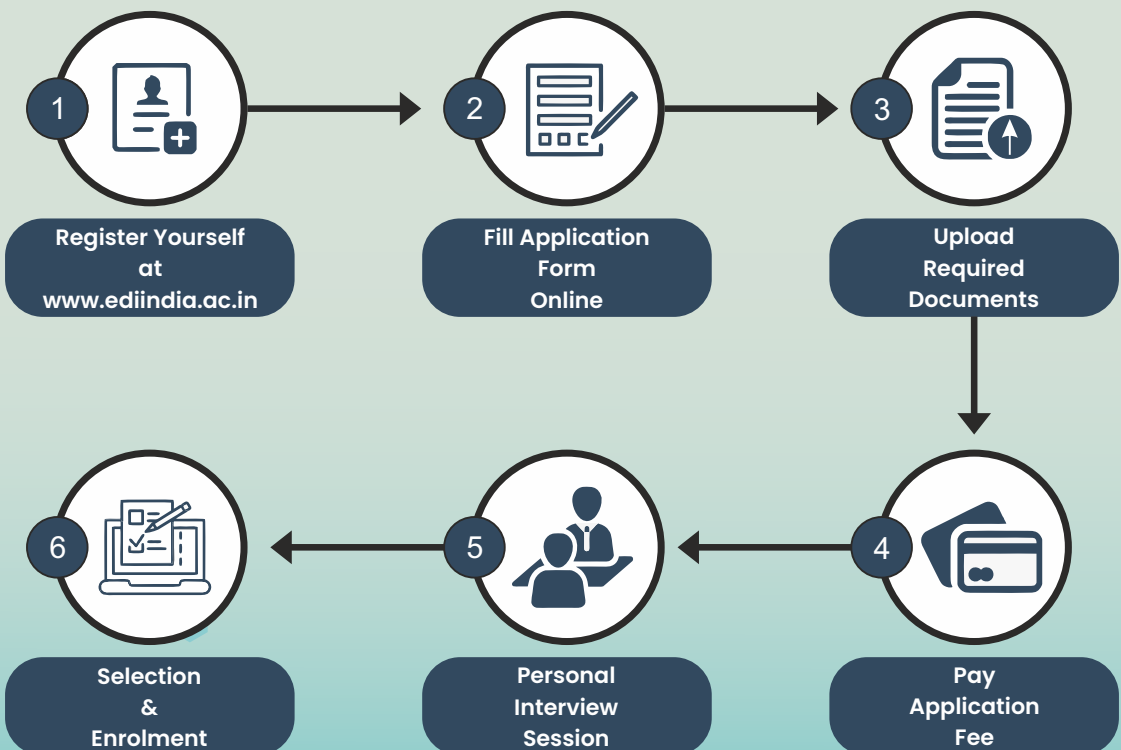 1
Register Yourself
at
www.ediindia.ac.in
2
Fill Application
Form
Online
3
Upload
Required
Documents
4
Pay
Application
Fee
5
Personal
Interview
Session
6
Selection
&
Enrolment